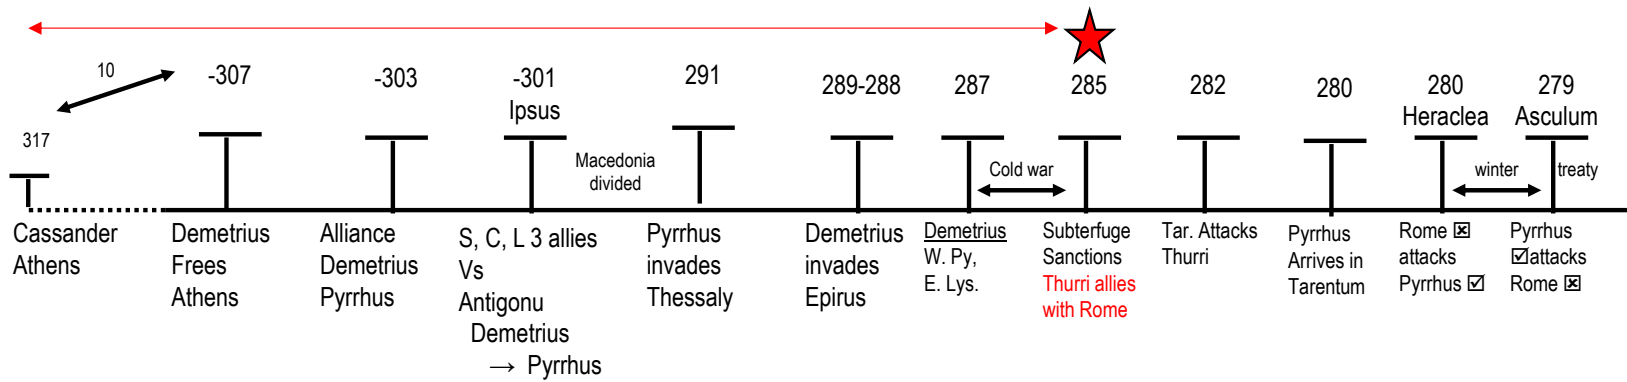 10
317
Cassander
Athens
-307
Demetrius
Frees
Athens
-303
Alliance
Demetrius
Pyrrhus
-301
Ipsus
S, C, L 3 allies
Vs
Antigonu
Demetrius
→ Pyrrhus
Macedonia
divided
291
Pyrrhus
invades
Thessaly
289-288
Demetrius
invades
Epirus
287
Demetrius
W. Py,
E. Lys.
Cold war
285
Subterfuge
Sanctions
Thurri allies
with Rome
282
Tar. Attacks
Thurri
280
Pyrrhus
Arrives in
Tarentum
280
Heraclea
Rome ☒
attacks
Pyrrhus ☑
winter
279
Asculum
Pyrrhus
☑attacks
Rome ☒
treaty